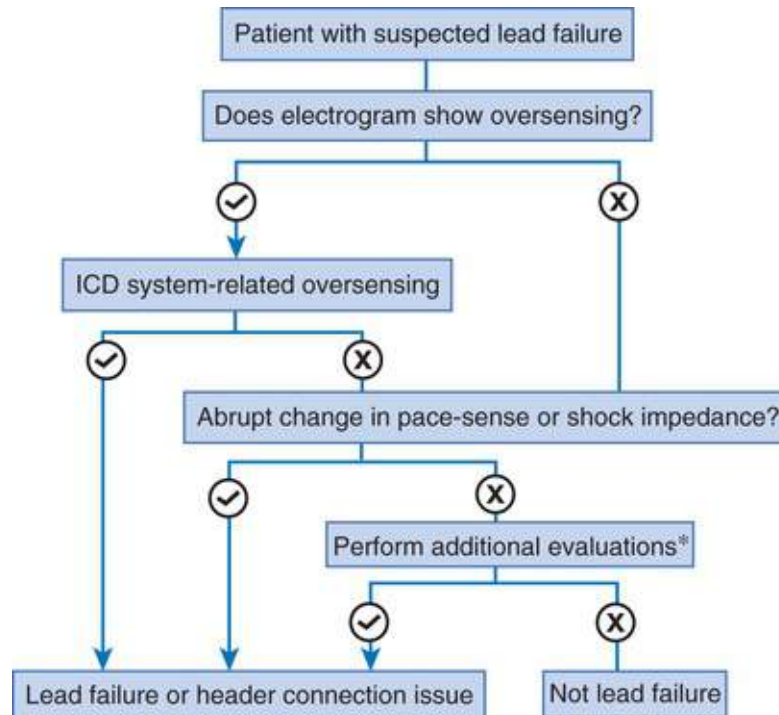 Patient with suspected lead failure
Does electrogram show oversensing?
ICD system-related oversensing
Abrupt change in pace-sense or shock impedance?
Perform additional evaluations*
Lead failure or header connection issue
Not lead failure